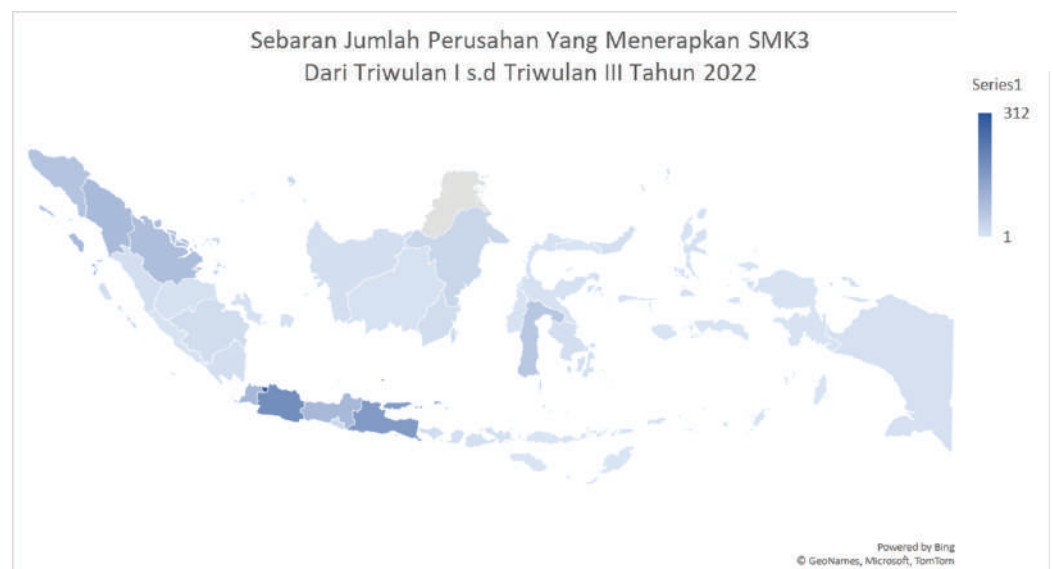 Sebaran Jumlah Perusahan Yang Menerapkan SMK3
Dari Triwulan I s.d Triwulan III Tahun 2022
Series1
312
1
Powered by Bing
© GeoNames, Microsoft, TomTom